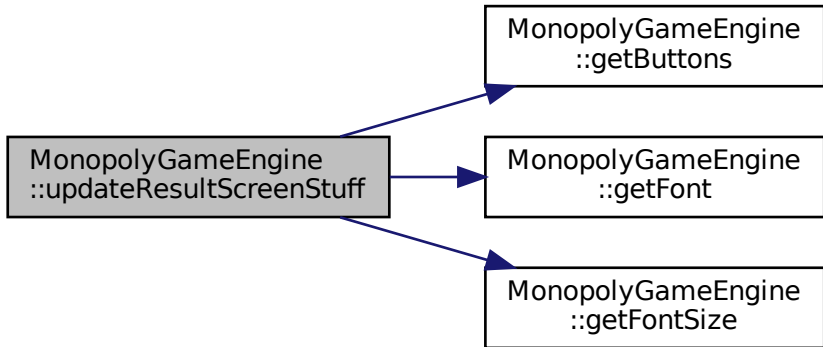 MonopolyGameEngine
::getButtons
MonopolyGameEngine
::updateResultScreenStuff
MonopolyGameEngine
::getFont
MonopolyGameEngine
::getFontSize